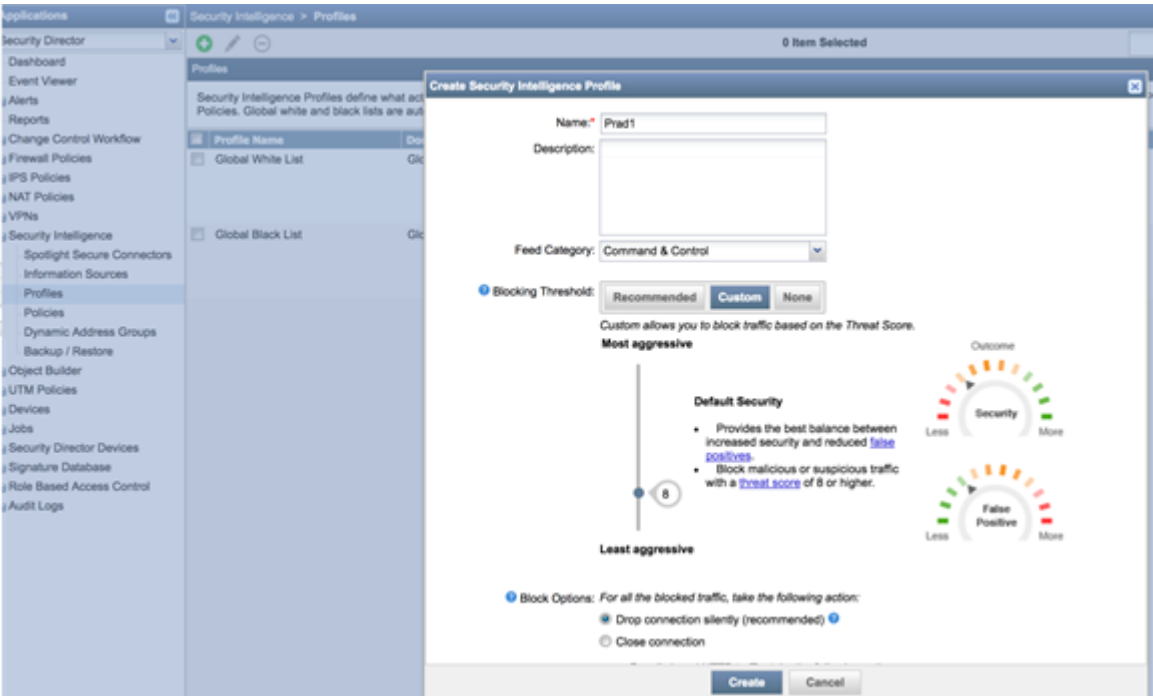 Applications
Security Intelligence > Profiles
Security Director
0 Item Selected
Dashboard
Event Viewer
Alerts
Reports
Change Control Workflow
Firewall Policies
IPS Policies
NAT Policies
VPNs
Security Intelligence
Spotlight Secure Connectors
Information Sources
Profiles
Policies
Dynamic Address Groups
Backup / Restore
Object Builder
UTM Policies
Devices
Jobs
Security Director Devices
Signature Database
Role Based Access Control
Audit Logs
Profiles
Security Intelligence Profiles define what act
Policies. Global white and black lists are aut
Profile Name Do
Global White List Glo
Global Black List Glo
Create Security Intelligence Profile
Name:* Prad1
Description:
Feed Category: Command & Control
? Blocking Threshold: Recommended Custom None
Custom allows you to block traffic based on the Threat Score.
Most aggressive
Default Security
• Provides the best balance between
increased security and reduced false
positives.
• Block malicious or suspicious traffic
with a threat score of 8 or higher.
8
Least aggressive
Outcome
Security
Less More
False
Positive
Less More
? Block Options: For all the blocked traffic, take the following action:
Drop connection silently (recommended) ?
Close connection
Create Cancel